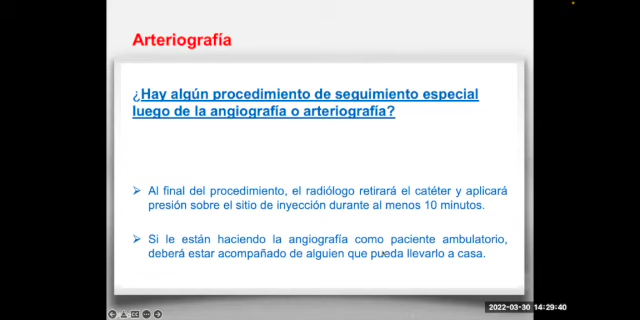 Arteriografía
¿Hay algún procedimiento de seguimiento especial
luego de la angiografía o arteriografía?
➢ Al final del procedimiento, el radiólogo retirará el catéter y aplicará
presión sobre el sitio de inyección durante al menos 10 minutos.
➢ Si le están haciendo la angiografía como paciente ambulatorio,
deberá estar acompañado de alguien que pueda llevarlo a casa.
2022-03-30 14:29:40